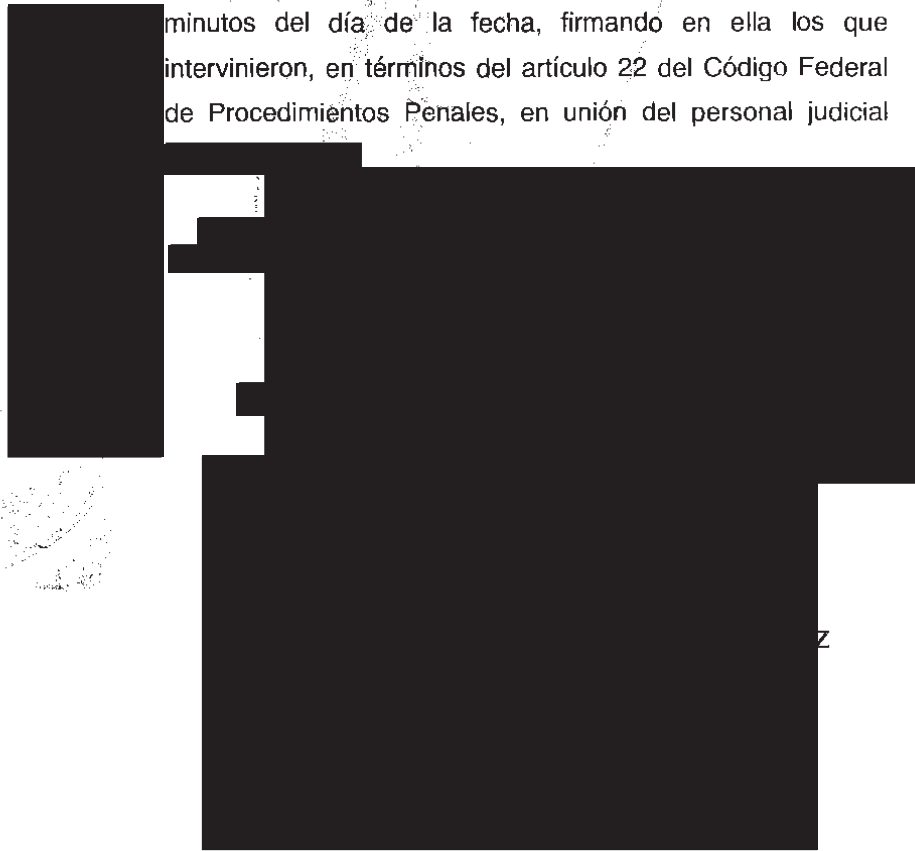 minutos del día de la fecha, firmando en ella los que
intervinieron, en términos del artículo 22 del Código Federal
de Procedimientos Penales, en unión del personal judicial
Z